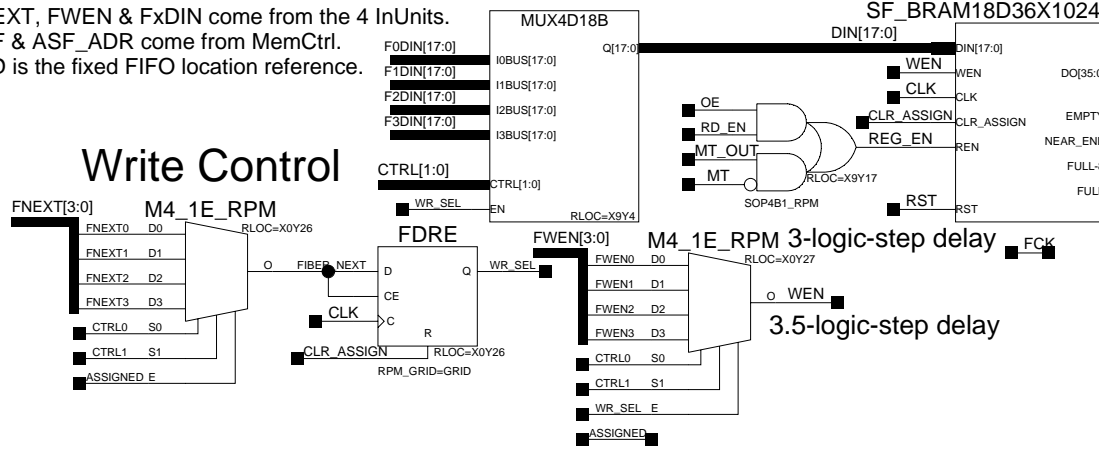 EXT, FWEN & FxDIN come from the 4 InUnits.
F & ASF_ADR come from MemCtrl.
D is the fixed FIFO location reference.
MUX4D18B
F0DIN[17:0]
F1DIN[17:0]
F2DIN[17:0]
F3DIN[17:0]
I0BUS[17:0]
I1BUS[17:0]
I2BUS[17:0]
I3BUS[17:0]
Q[17:0]
CTRL[1:0]
CTRL[1:0]
WR_SEL
EN
RLOC=X9Y4
SF_BRAM18D36X1024
DIN[17:0]
DIN[17:0]
WEN
WEN
CLK
CLK
CLR_ASSIGN
CLR_ASSIGN
REG_EN
REN
RST
RST
DO[35:0
EMPTY
NEAR_EN
FULL-
FUL
OE
RD_EN
MT_OUT
MT
RLOC=X9Y17
SOP4B1_RPM
Write Control
FNEXT[3:0]
M4_1E_RPM
RLOC=X0Y26
FNEXT0 D0
FNEXT1 D1
FNEXT2 D2
FNEXT3 D3
CTRL0 S0
CTRL1 S1
ASSIGNED E
O
FIBER_NEXT
FDRE
D
Q
WR_SEL
CE
CLK
C
R
CLR_ASSIGN
RLOC=X0Y26
RPM_GRID=GRID
FWEN[3:0]
M4_1E_RPM
3-logic-step delay
RLOC=X0Y27
FCK
FWEN0 D0
FWEN1 D1
FWEN2 D2
FWEN3 D3
CTRL0 S0
CTRL1 S1
WR_SEL E
ASSIGNED
O
WEN
3.5-logic-step delay